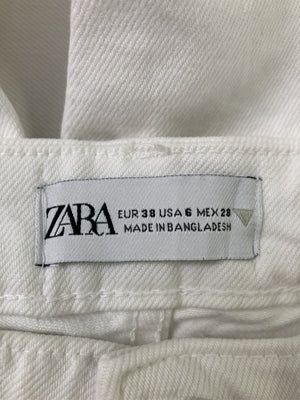 ZARA
EUR 38 USA 6 MEX 28
MADE IN BANGLADESH